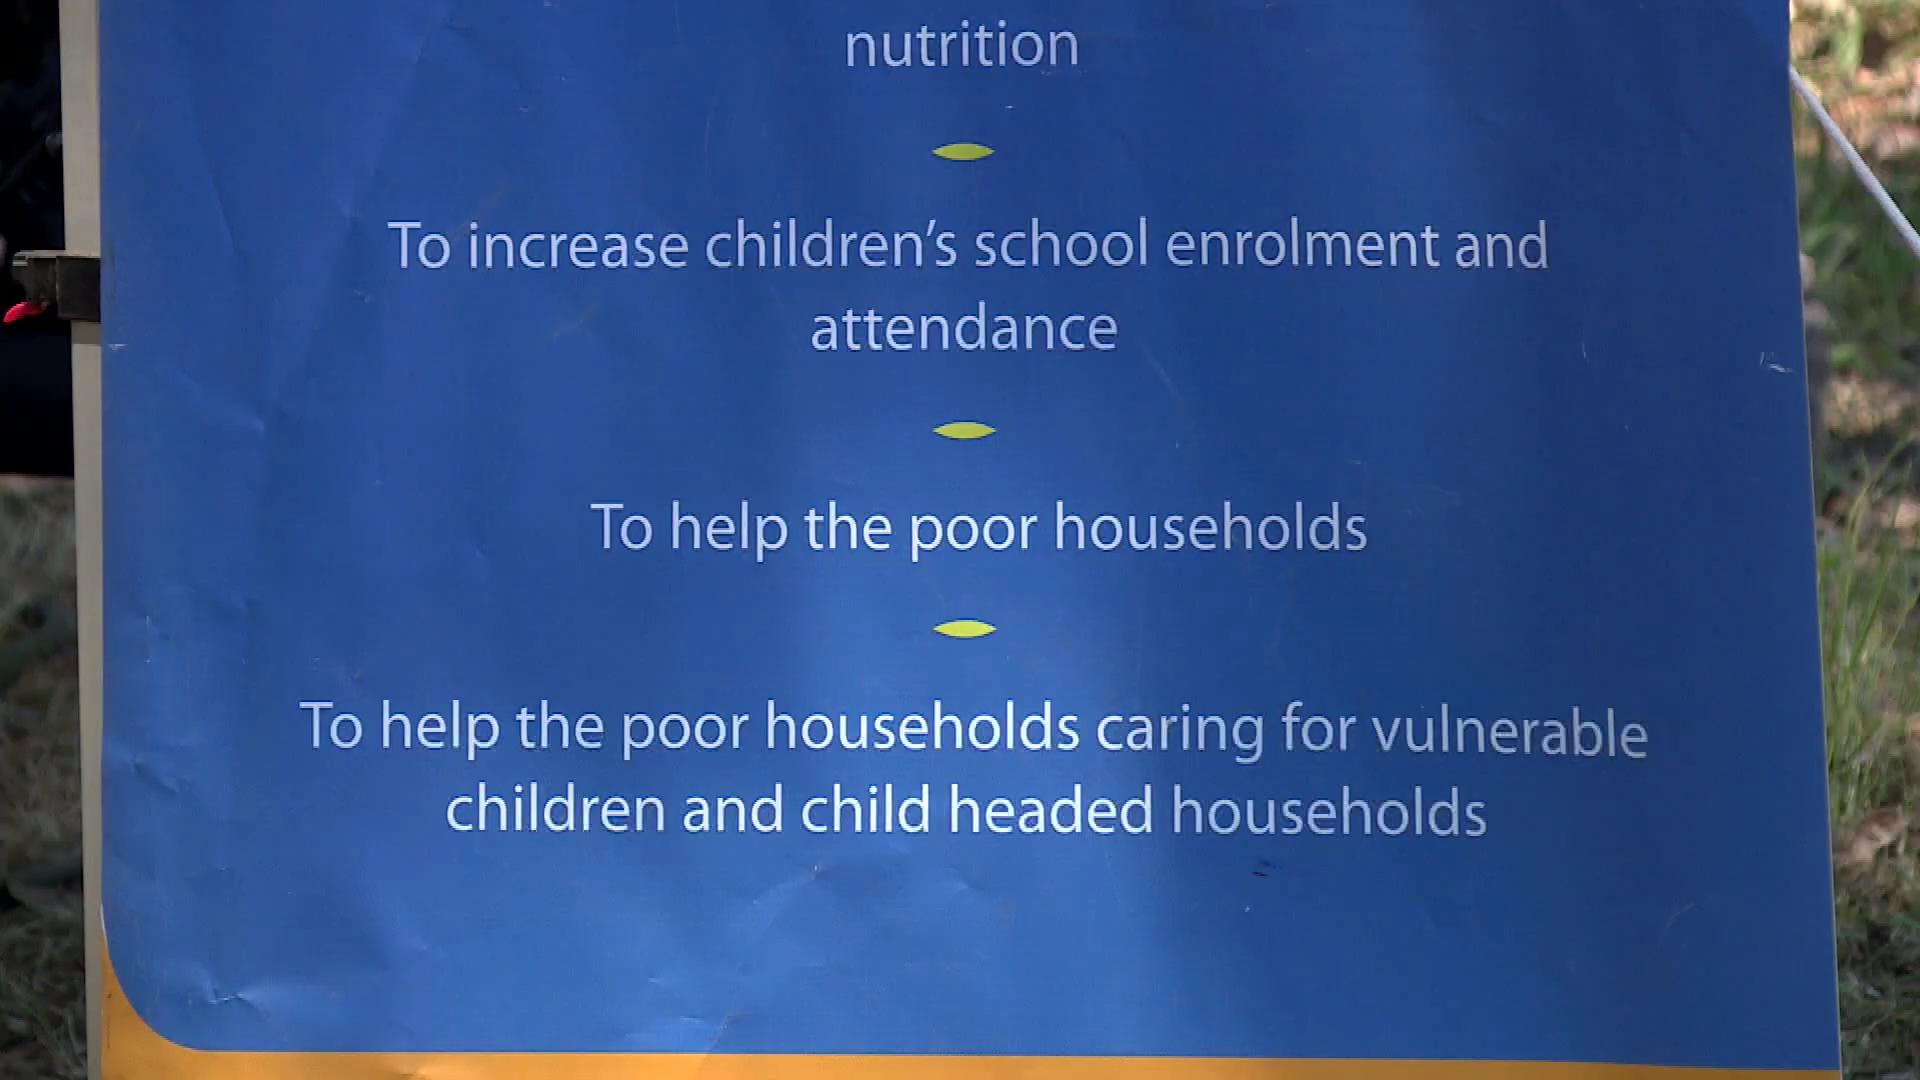 nutrition
To increase children’s school enrolment and
attendance
To help the poor households
To help the poor households caring for vulnerable
children and child headed households